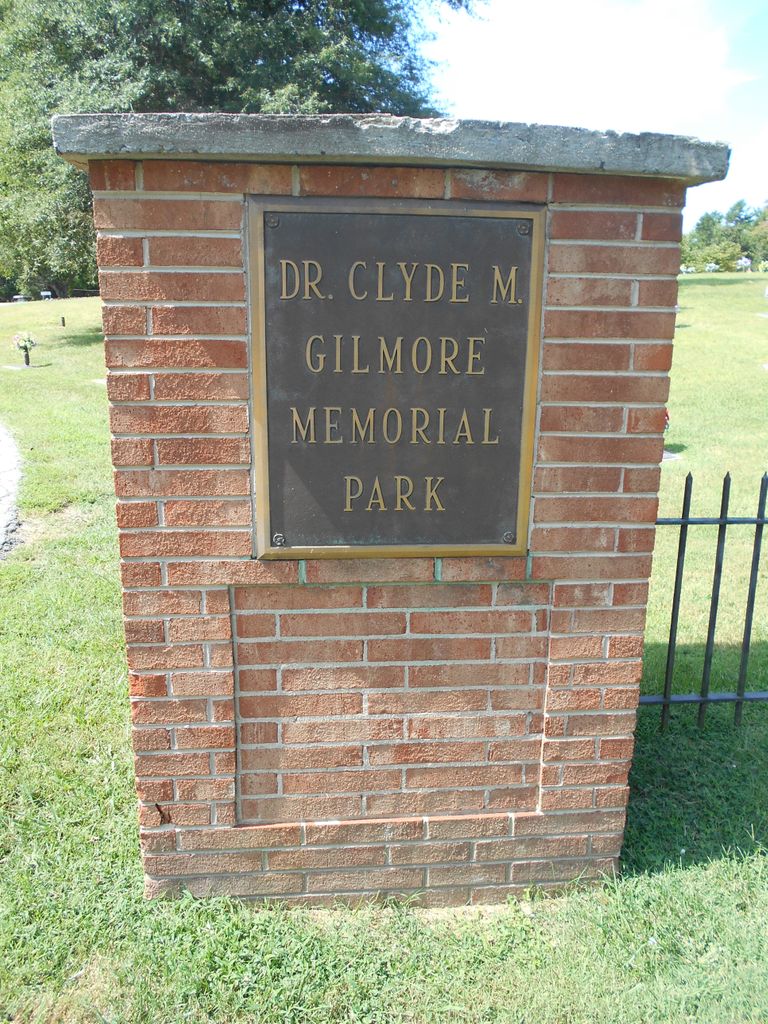 DR. CLYDE M.
GILMORE
MEMORIAL
PARK